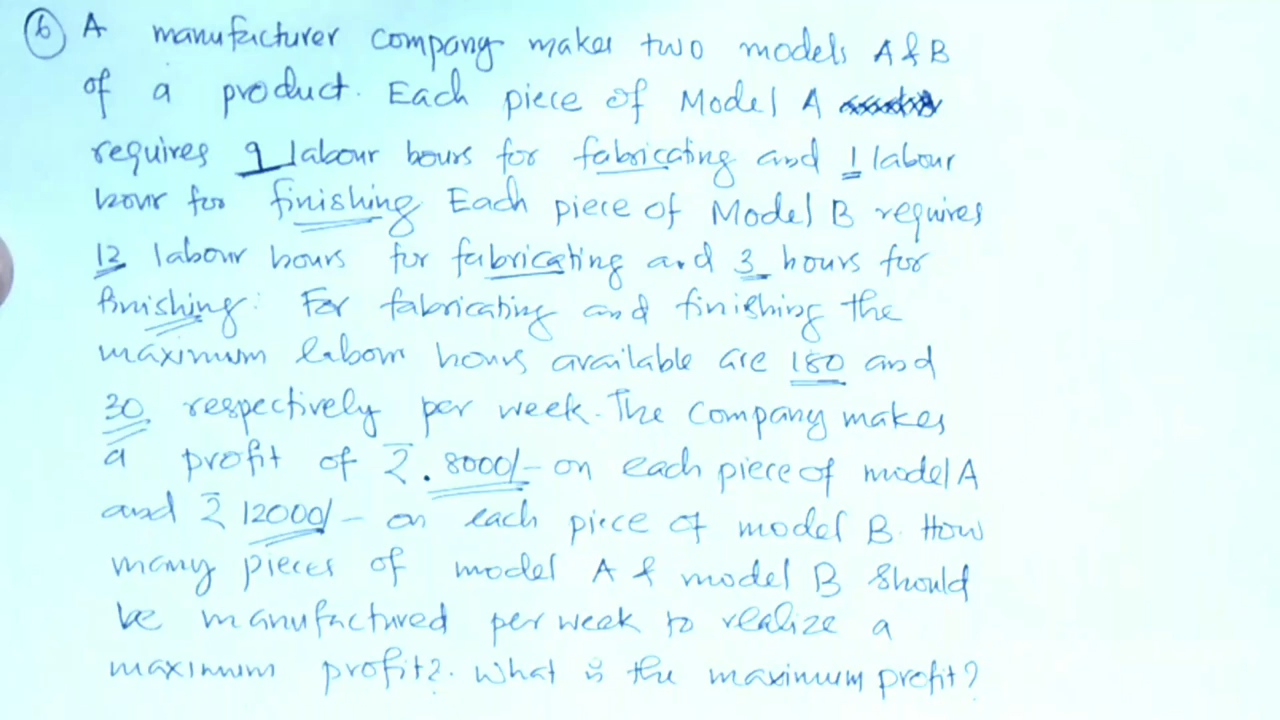 ⑥ A manufacturer company makes two models A & B
of a product. Each piece of Model A
requires 9 labour hours for fabricating and 1 labour
hour for finishing Each piece of Model B requires
12 labour hours for fabricating and 3 hours for
finishing. For fabricating and finishing the
maximum labour hours available are 180 and
30 respectively per week. The company makes
a profit of ₹. 8000/- on each piece of model A
and ₹ 12000/- on each piece of model B. How
many pieces of model A & model B should
be manufactured per week to realize a
maximum profit?. What is the maximum profit?